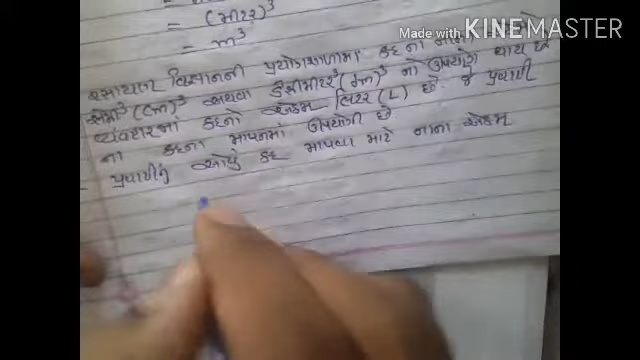 = (મીટર)³
= m³
રસાયણ વિજ્ઞાનની પ્રયોગશાળામાં કદના નાના
સેમી³ (cm)³ અથવા ડેસીમીટર³ (dm)³ નો ઉપયોગ થાય છે
વ્યવહારમાં કદનો એકમ લિટર (L) છે. જે પ્રવાહી
ના કદના માપનમાં ઉપયોગી છે
પ્રવાહીનું ઓછું કદ માપવા માટે નાના એકમ
Made with KINEMASTER